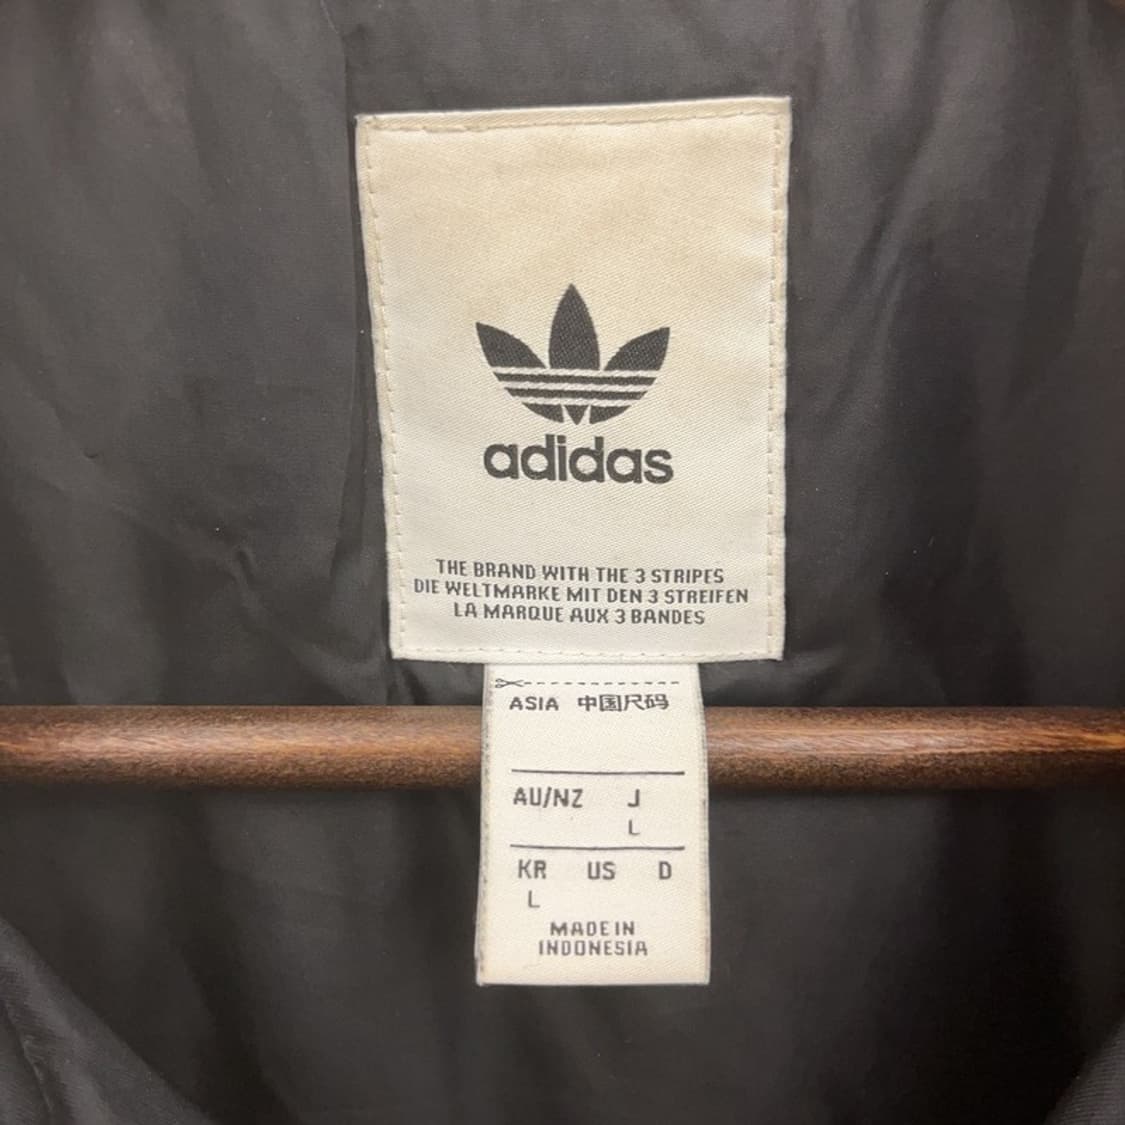 adidas
THE BRAND WITH THE 3 STRIPES
DIE WELTMARKE MIT DEN 3 STREIFEN
LA MARQUE AUX 3 BANDES
ASIA 中国尺码
AU/NZ J
L
KR US D
L
MADE IN
INDONESIA